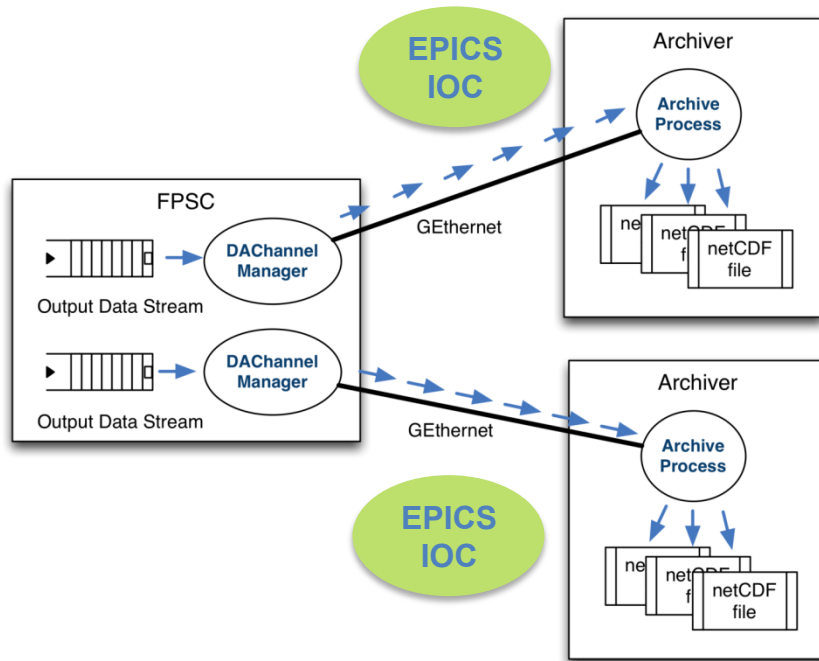 EPICS
IOC
Archiver
Archive
Process
netCDF
file
FPSC
DAChannel
Manager
GEthernet
Output Data Stream
DAChannel
Manager
GEthernet
Output Data Stream
Archiver
Archive
Process
netCDF
file
EPICS
IOC